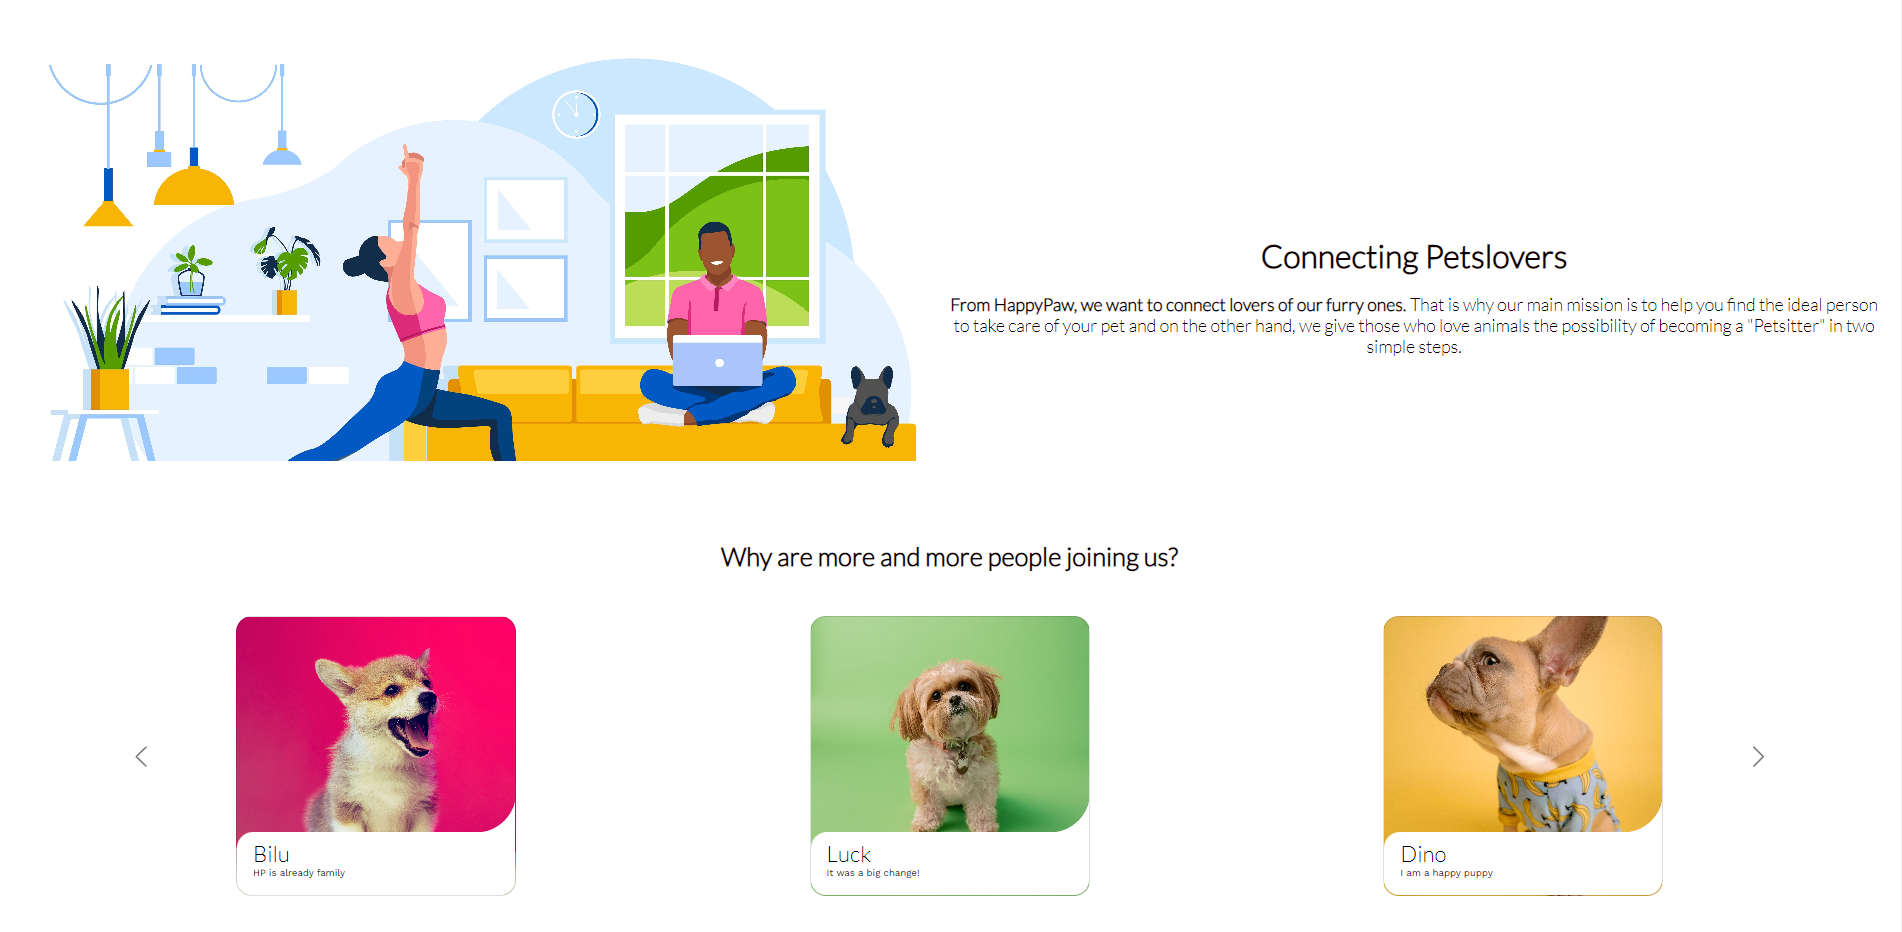 Connecting Petslovers
From HappyPaw, we want to connect lovers of our furry ones. That is why our main mission is to help you find the ideal person
to take care of your pet and on the other hand, we give those who love animals the possibility of becoming a "Petsitter" in two
simple steps.
Why are more and more people joining us?
Bilu
HP is already family
Luck
It was a big change!
Dino
I am a happy puppy